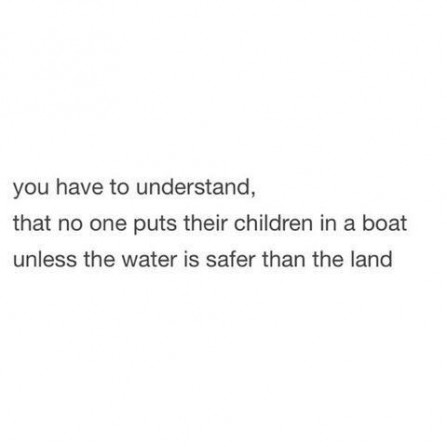 you have to understand,
that no one puts their children in a boat
unless the water is safer than the land